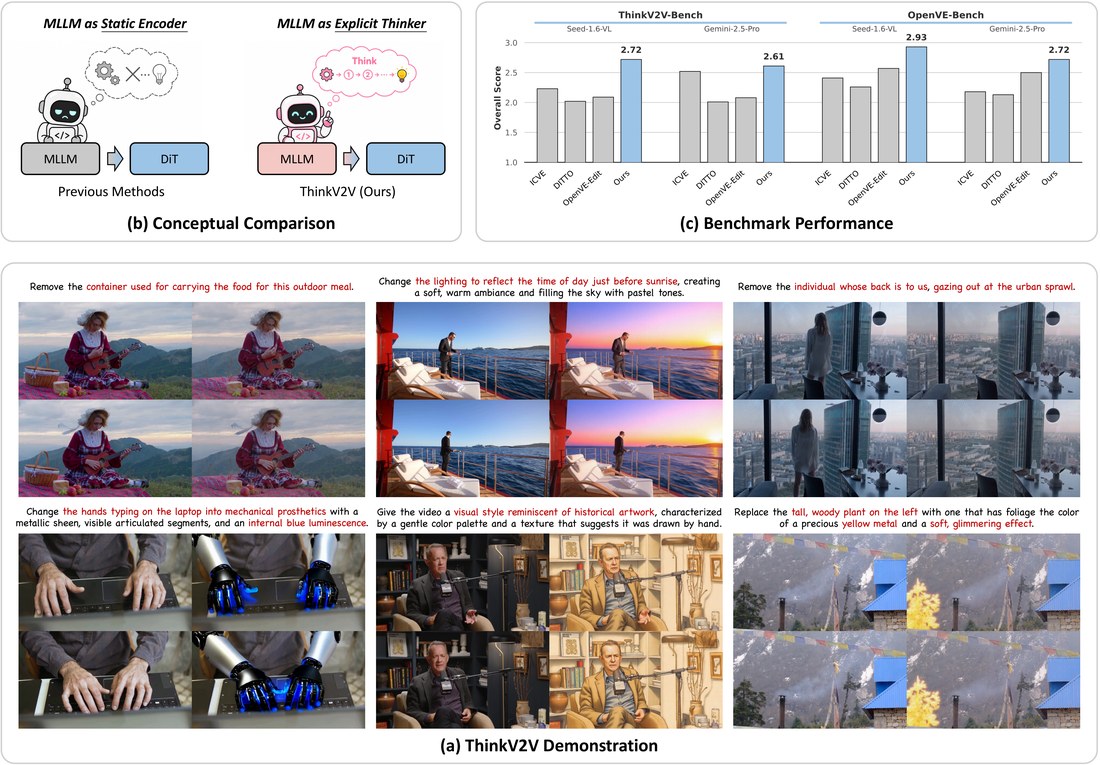 MLLM as Static Encoder
MLLM as Explicit Thinker
Think
1
2
</>
</>
MLLM
DiT
MLLM
DiT
Previous Methods
ThinkV2V (Ours)
(b) Conceptual Comparison
ThinkV2V-Bench
OpenVE-Bench
Seed-1.6-VL
Gemini-2.5-Pro
Seed-1.6-VL
Gemini-2.5-Pro
Overall Score
3.0
2.5
2.0
1.5
1.0
2.72
2.61
2.93
2.72
ICVE
DITTO
OpenVE-Edit
Ours
ICVE
DITTO
OpenVE-Edit
Ours
ICVE
DITTO
OpenVE-Edit
Ours
ICVE
DITTO
OpenVE-Edit
Ours
(c) Benchmark Performance
Remove the container used for carrying the food for this outdoor meal.
Change the lighting to reflect the time of day just before sunrise, creating
a soft, warm ambiance and filling the sky with pastel tones.
Remove the individual whose back is to us, gazing out at the urban sprawl.
Change the hands typing on the laptop into mechanical prosthetics with a
metallic sheen, visible articulated segments, and an internal blue luminescence.
Give the video a visual style reminiscent of historical artwork, characterized
by a gentle color palette and a texture that suggests it was drawn by hand.
Replace the tall, woody plant on the left with one that has foliage the color
of a precious yellow metal and a soft, glimmering effect.
(a) ThinkV2V Demonstration